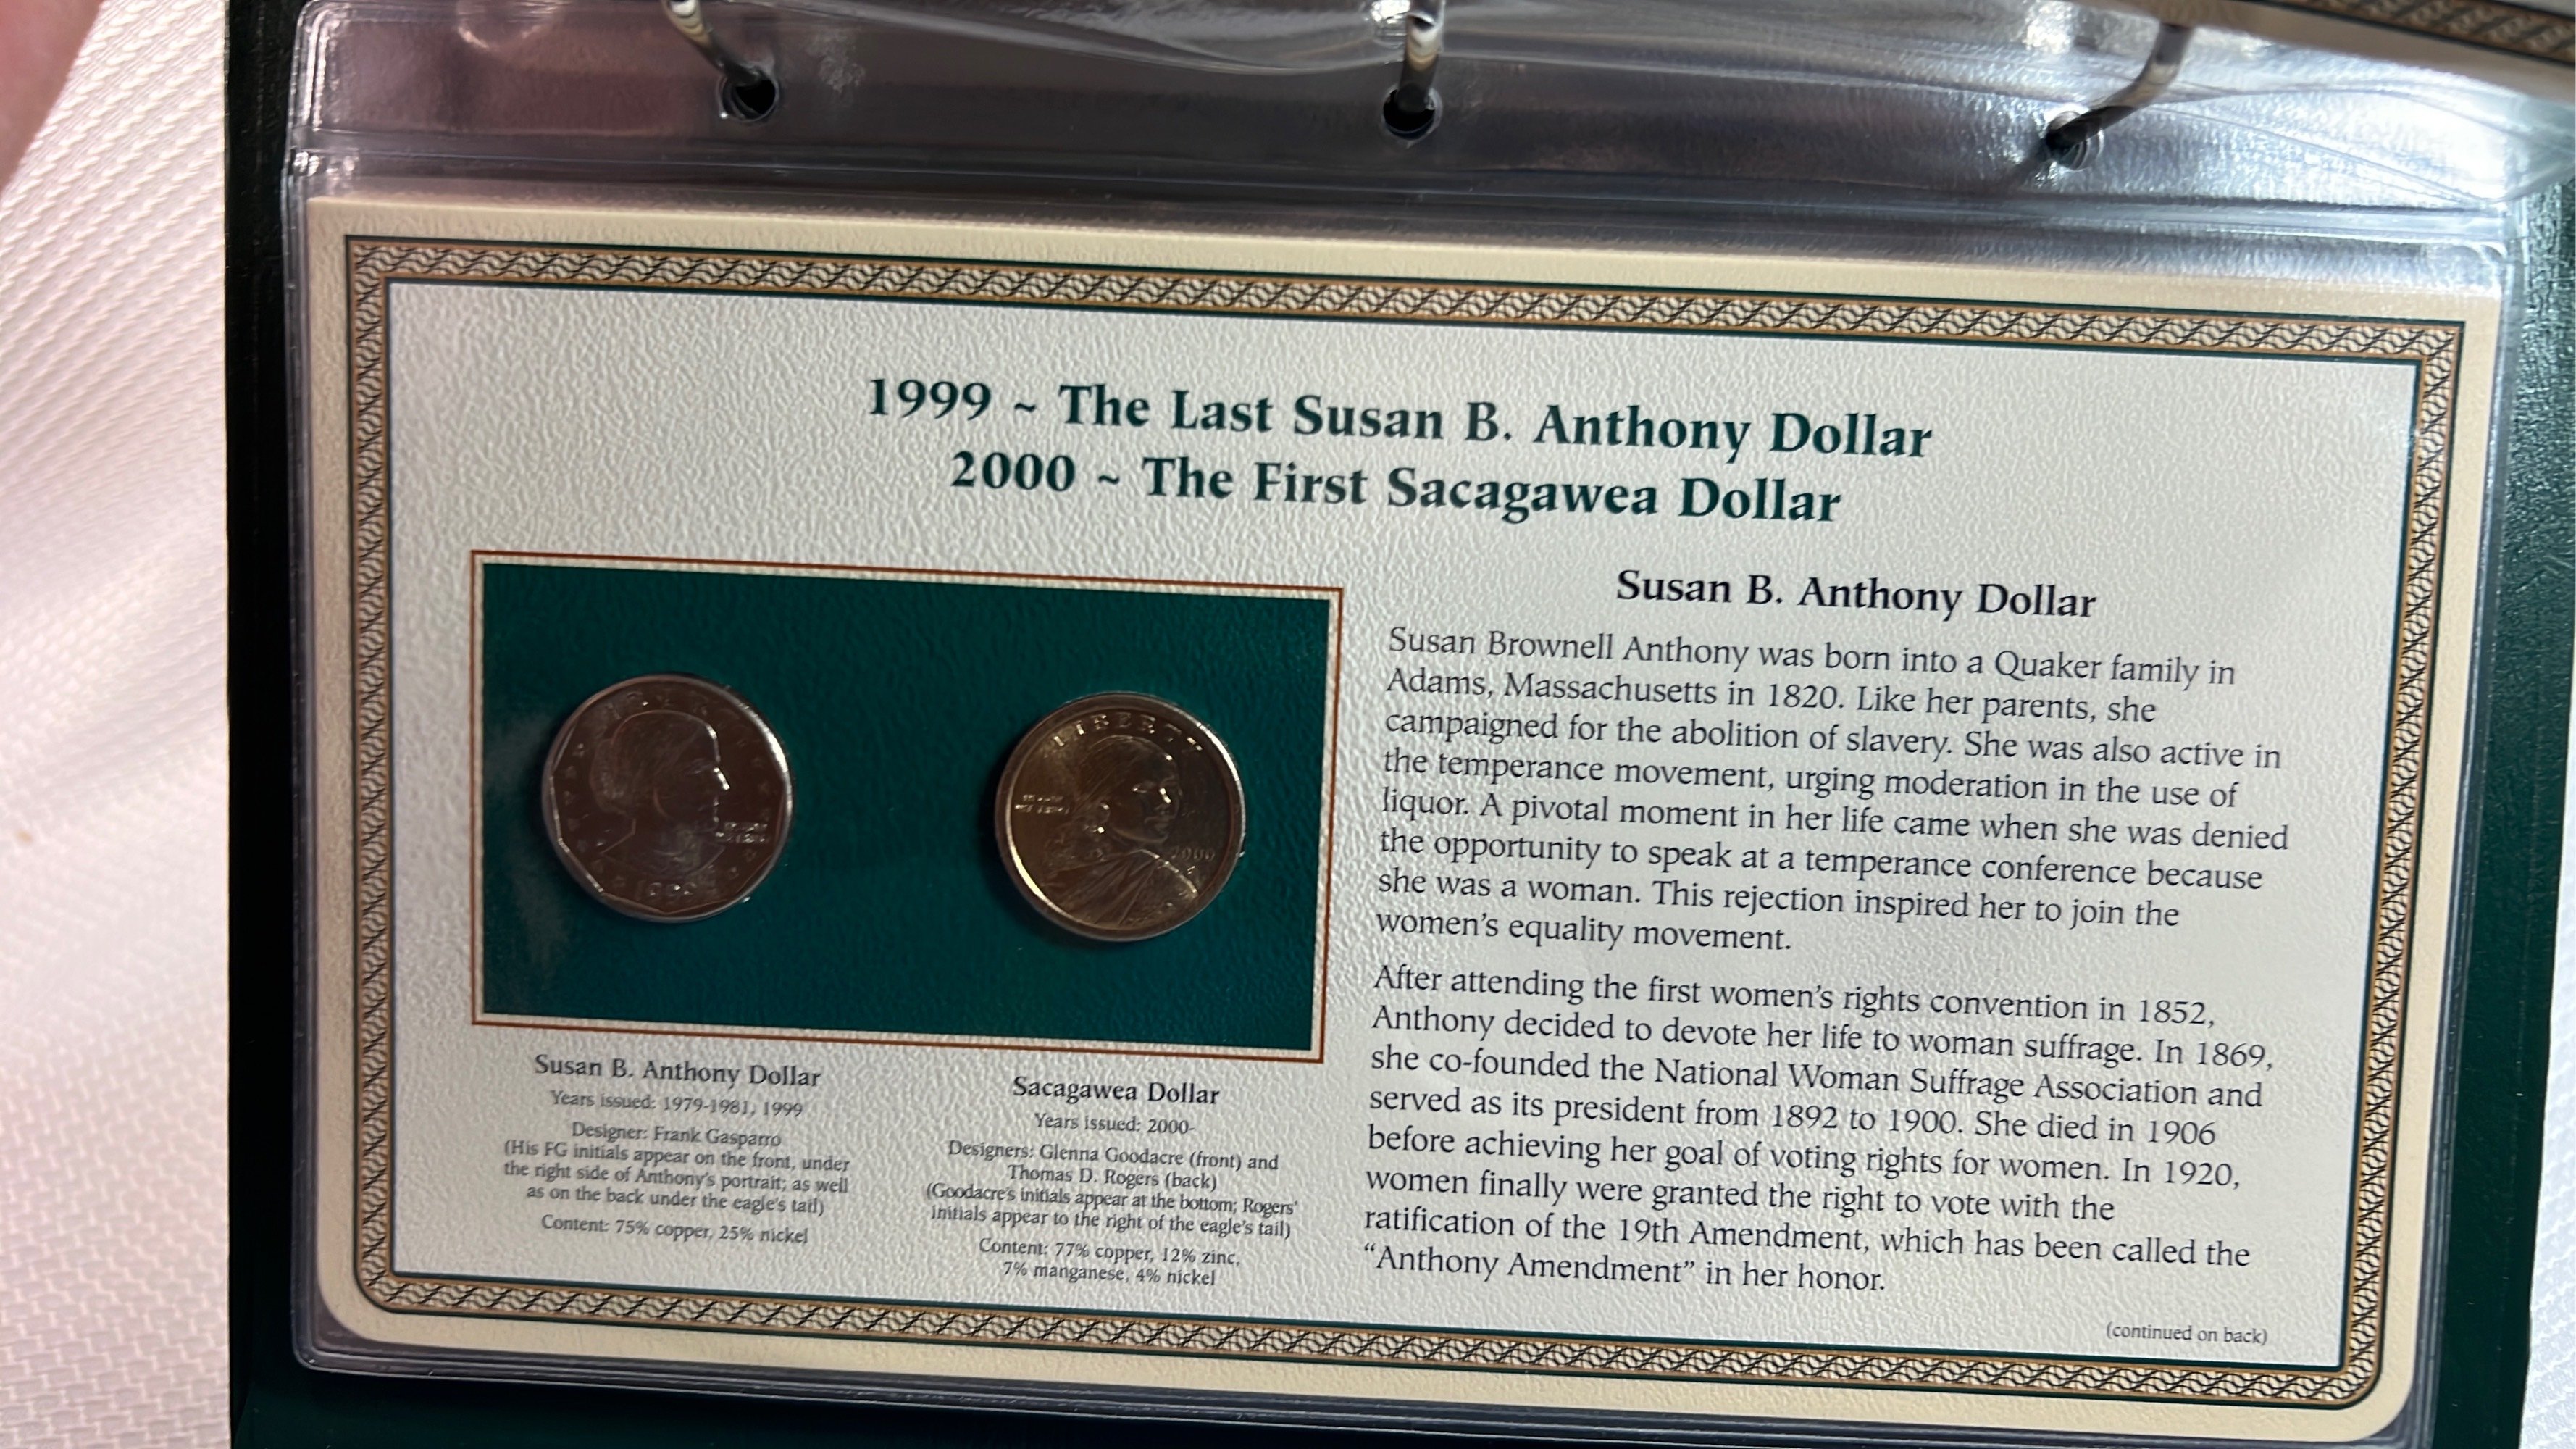 1999 ~ The Last Susan B. Anthony Dollar
2000 ~ The First Sacagawea Dollar
LIBERTY
1999
LIBERTY
2000
Susan B. Anthony Dollar
Years issued: 1979-1981, 1999
Designer: Frank Gasparro
(His FG initials appear on the front, under
the right side of Anthony's portrait; as well
as on the back under the eagle's tail)
Content: 75% copper, 25% nickel
Sacagawea Dollar
Years issued: 2000-
Designers: Glenna Goodacre (front) and
Thomas D. Rogers (back)
(Goodacre's initials appear at the bottom; Rogers'
initials appear to the right of the eagle's tail)
Content: 77% copper, 12% zinc,
7% manganese, 4% nickel
Susan B. Anthony Dollar
Susan Brownell Anthony was born into a Quaker family in
Adams, Massachusetts in 1820. Like her parents, she
campaigned for the abolition of slavery. She was also active in
the temperance movement, urging moderation in the use of
liquor. A pivotal moment in her life came when she was denied
the opportunity to speak at a temperance conference because
she was a woman. This rejection inspired her to join the
women's equality movement.
After attending the first women's rights convention in 1852,
Anthony decided to devote her life to woman suffrage. In 1869,
she co-founded the National Woman Suffrage Association and
served as its president from 1892 to 1900. She died in 1906
before achieving her goal of voting rights for women. In 1920,
women finally were granted the right to vote with the
ratification of the 19th Amendment, which has been called the
“Anthony Amendment” in her honor.
(continued on back)